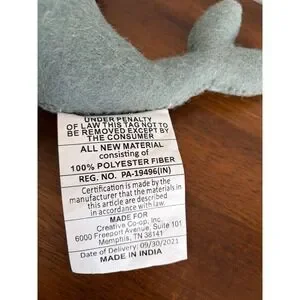 UNDER PENALTY
OF LAW THIS TAG NOT TO
BE REMOVED EXCEPT BY
THE CONSUMER
ALL NEW MATERIAL
consisting of
100% POLYESTER FIBER
REG. NO. PA-19496(IN)
Certification is made by the
manufacturer that the materials in
this article are described
in accordance with law.
MADE FOR
Creative Co-op, Inc.
6000 Freeport Avenue, Suite 101
Memphis, TN 38141
Date of Delivery: 09/30/2021
MADE IN INDIA